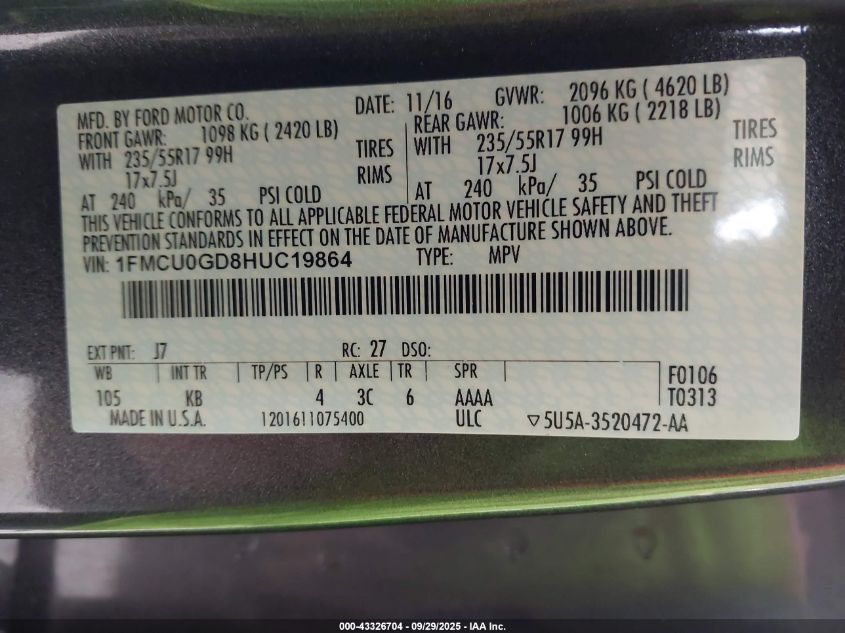 MFD. BY FORD MOTOR CO. DATE: 11/16 GVWR: 2096 KG ( 4620 LB)
FRONT GAWR: 1098 KG ( 2420 LB) REAR GAWR: 1006 KG ( 2218 LB)
WITH 235/55R17 99H TIRES WITH 235/55R17 99H TIRES
17x7.5J RIMS 17x7.5J RIMS
AT 240 kPa/ 35 PSI COLD AT 240 kPa/ 35 PSI COLD
THIS VEHICLE CONFORMS TO ALL APPLICABLE FEDERAL MOTOR VEHICLE SAFETY AND THEFT
PREVENTION STANDARDS IN EFFECT ON THE DATE OF MANUFACTURE SHOWN ABOVE.
VIN: 1FMCU0GD8HUC19864 TYPE: MPV
EXT PNT: J7 RC: 27 DSO:
WB INT TR TP/PS R AXLE TR SPR F0106
105 KB 4 3C 6 AAAA T0313
MADE IN U.S.A. 1201611075400 ULC ▽5U5A-3520472-AA
000-43326704 - 09/29/2025 - IAA Inc.